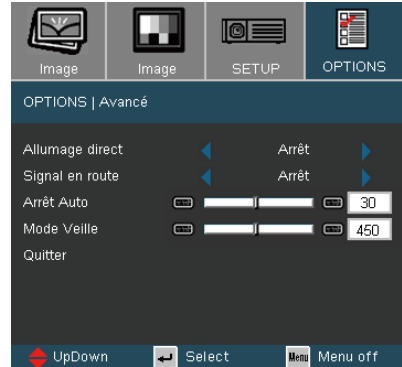 Image Image SETUP OPTIONS
OPTIONS | Avancé
Allumage direct Arrêt
Signal en route Arrêt
Arrêt Auto 30
Mode Veille 450
Quitter
UpDown Select Menu Menu off